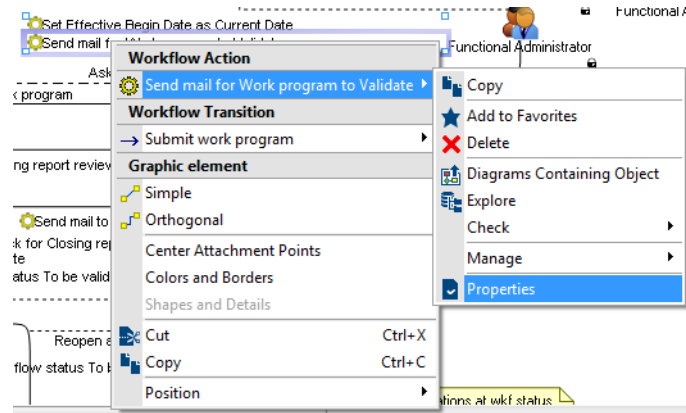 Set Effective Begin Date as Current Date
Functional A
Send mail f
Functional Administrator
Ask
k program
ng report review
Send mail to
k for Closing rep
te
atus To be valid
Reopen a
flow status To b
ations at wkf status
Workflow Action
Send mail for Work program to Validate
Workflow Transition
Submit work program
Graphic element
Simple
Orthogonal
Center Attachment Points
Colors and Borders
Shapes and Details
Cut Ctrl+X
Copy Ctrl+C
Position
Copy
Add to Favorites
Delete
Diagrams Containing Object
Explore
Check
Manage
Properties